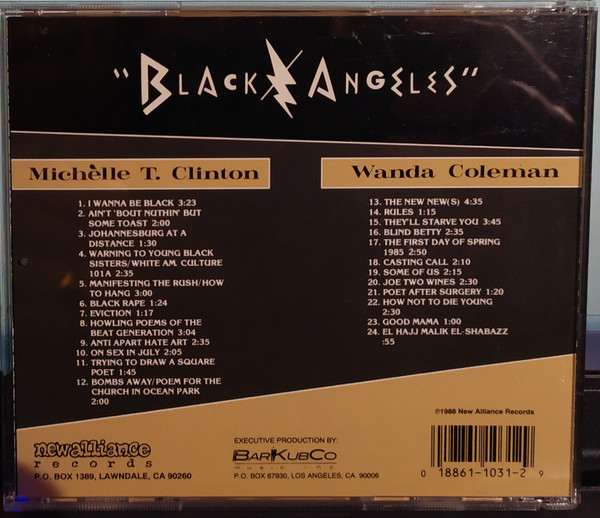 "BLACK ANGELES"
Michèlle T. Clinton
1. I WANNA BE BLACK 3:23
2. AIN'T 'BOUT NUTHIN' BUT
SOME TOAST 2:00
3. JOHANNESBURG AT A
DISTANCE 1:30
4. WARNING TO YOUNG BLACK
SISTERS/WHITE AM. CULTURE
101A 2:35
5. MANIFESTING THE RUSH/HOW
TO HANG 3:00
6. BLACK RAPE 1:24
7. EVICTION 1:17
8. HOWLING POEMS OF THE
BEAT GENERATION 3:04
9. ANTI APART HATE ART 2:35
10. ON SEX IN JULY 2:05
11. TRYING TO DRAW A SQUARE
POET 1:45
12. BOMBS AWAY/POEM FOR THE
CHURCH IN OCEAN PARK
2:00
Wanda Coleman
13. THE NEW NEW(S) 4:35
14. RULES 1:15
15. THEY'LL STARVE YOU 3:45
16. BLIND BETTY 2:35
17. THE FIRST DAY OF SPRING
1985 2:50
18. CASTING CALL 2:10
19. SOME OF US 2:15
20. JOE TWO WINES 2:30
21. POET AFTER SURGERY 1:20
22. HOW NOT TO DIE YOUNG
2:30
23. GOOD MAMA 1:00
24. EL HAJJ MALIK EL-SHABAZZ
:55
℗1988 New Alliance Records
newalliance
records
P.O. BOX 1389, LAWNDALE, CA 90260
EXECUTIVE PRODUCTION BY:
BARKUBCO
music inc
P.O. BOX 67930, LOS ANGELES, CA 90006
0 18861-1031-2 9